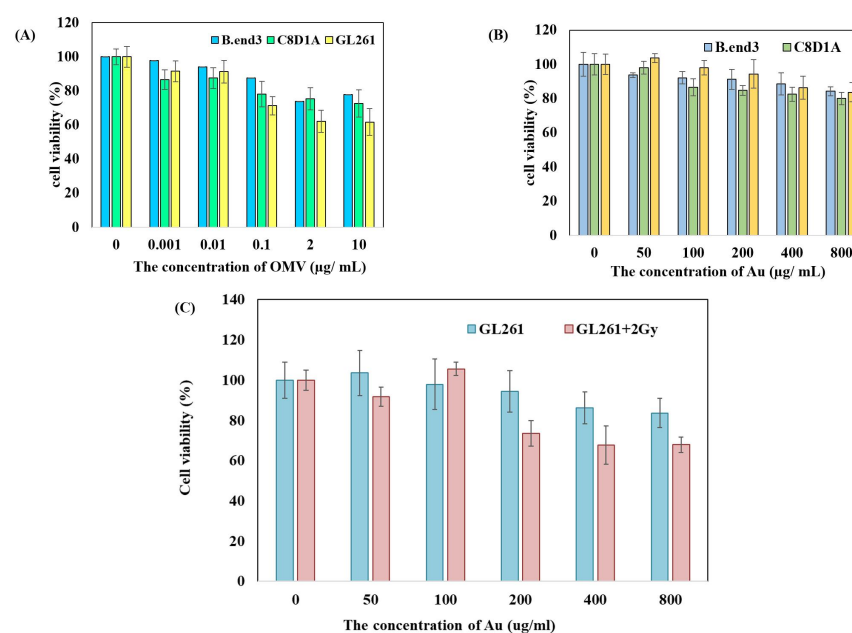 (A)
B.end3 C8D1A GL261
cell viability (%)
120
100
80
60
40
20
0
0 0.001 0.01 0.1 2 10
The concentration of OMV (µg/ mL)
(B)
B.end3 C8D1A
cell viability (%)
120
100
80
60
40
20
0
0 50 100 200 400 800
The concentration of Au (µg/ mL)
(C)
GL261 GL261+2Gy
Cell viability (%)
140
120
100
80
60
40
20
0
0 50 100 200 400 800
The concentration of Au (ug/ml)